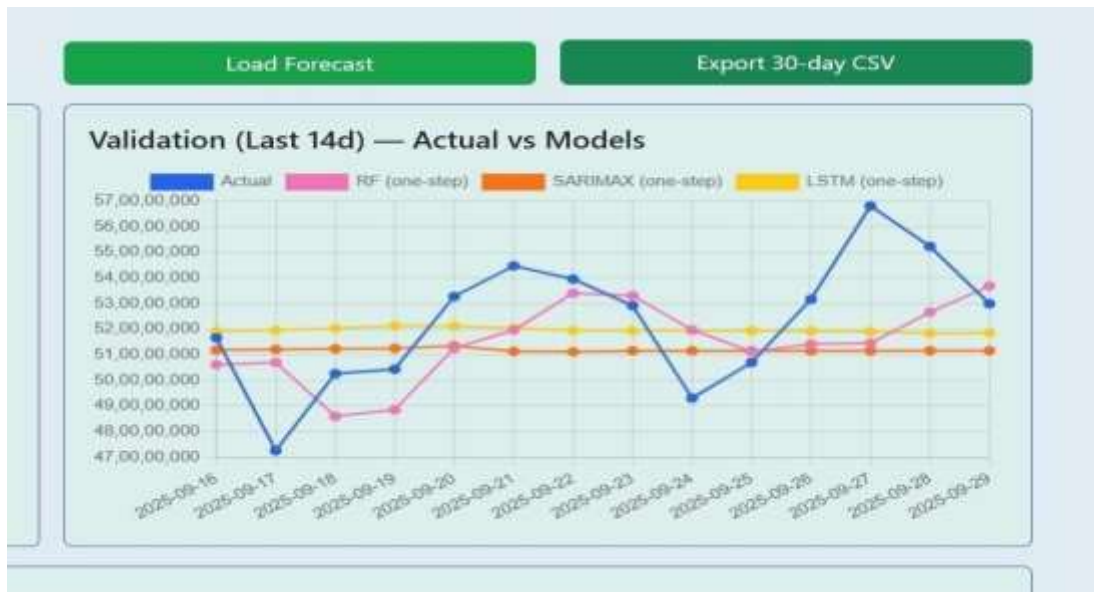 Load Forecast
Export 30-day CSV
Validation (Last 14d) — Actual vs Models
Actual RF (one-step) SARIMAX (one-step) LSTM (one-step)
57,00,00,000
56,00,00,000
55,00,00,000
54,00,00,000
53,00,00,000
52,00,00,000
51,00,00,000
50,00,00,000
49,00,00,000
48,00,00,000
47,00,00,000
2025-09-16 2025-09-17 2025-09-18 2025-09-19 2025-09-20 2025-09-21 2025-09-22 2025-09-23 2025-09-24 2025-09-25 2025-09-26 2025-09-27 2025-09-28 2025-09-29